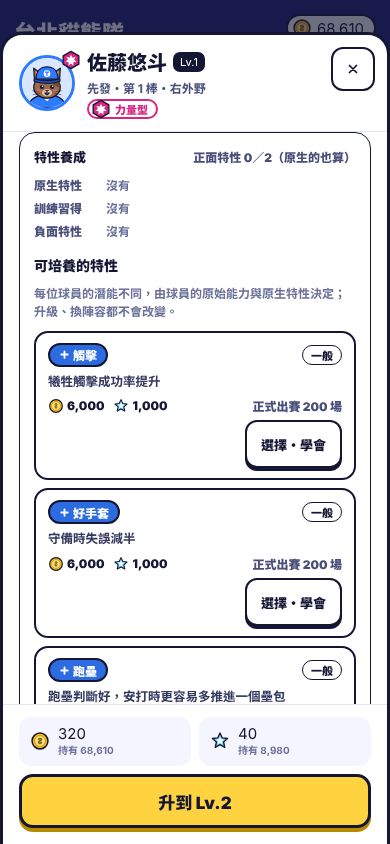 68,610
佐藤悠斗 Lv.1
先發・第1棒・右外野
力量型
×
特性養成 正面特性 0／2（原生的也算）
原生特性 沒有
訓練習得 沒有
負面特性 沒有
可培養的特性
每位球員的潛能不同，由球員的原始能力與原生特性決定；
升級、換陣容都不會改變。
+ 觸擊 一般
犧牲觸擊成功率提升
6,000 1,000 正式出賽 200 場
選擇・學會
+ 好手套 一般
守備時失誤減半
6,000 1,000 正式出賽 200 場
選擇・學會
+ 跑壘 一般
跑壘判斷好，安打時更容易多推進一個壘包
320
持有 68,610
40
持有 8,980
升到 Lv.2